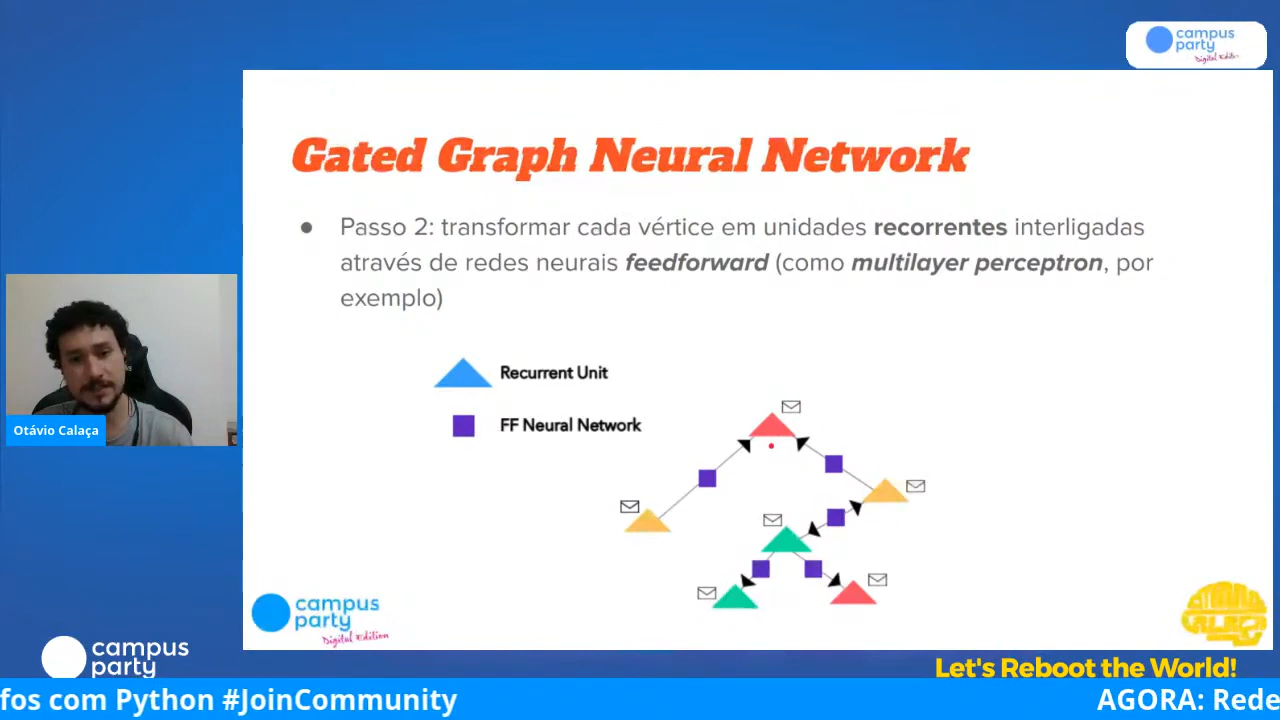 campus
party
Digital Edition
Gated Graph Neural Network
● Passo 2: transformar cada vértice em unidades recorrentes interligadas
através de redes neurais feedforward (como multilayer perceptron, por
exemplo)
Recurrent Unit
FF Neural Network
Otávio Calaça
campus
party
Digital Edition
campus
party
Let's Reboot the World!
fos com Python #JoinCommunity
AGORA: Rede